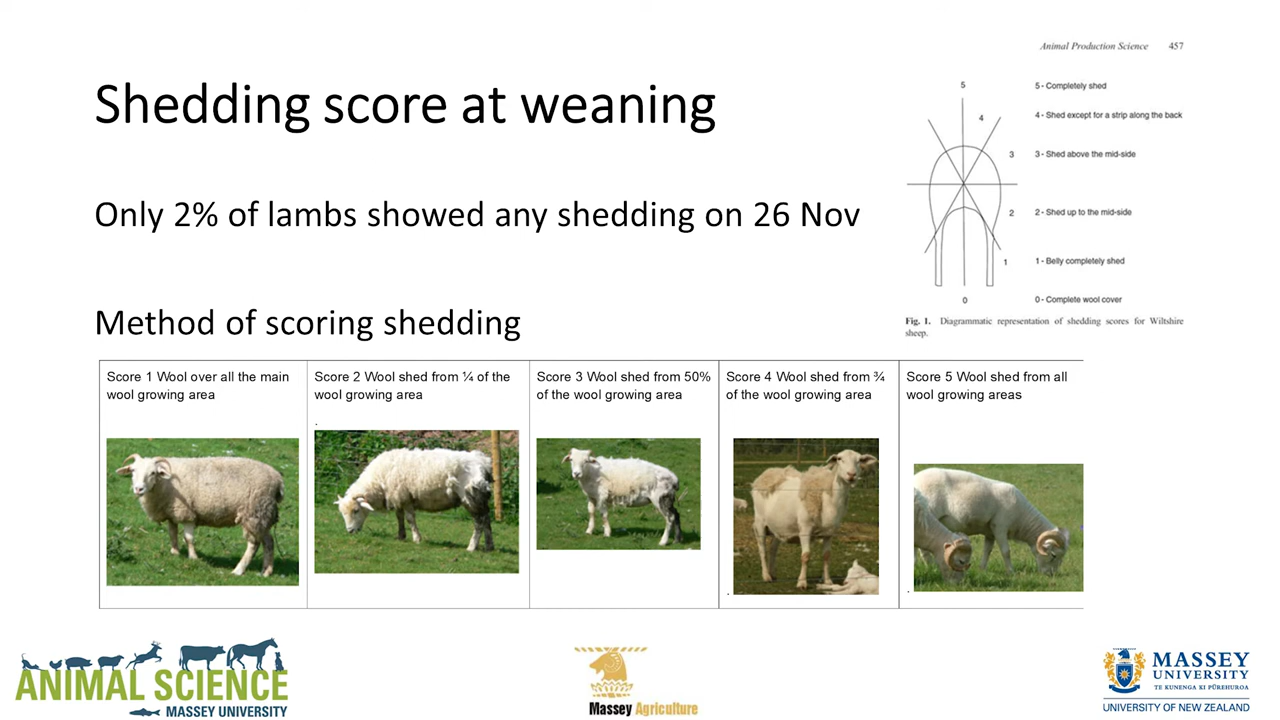 Animal Production Science 457
Shedding score at weaning
5
5 - Completely shed
4
4 - Shed except for a strip along the back
3
3 - Shed above the mid-side
Only 2% of lambs showed any shedding on 26 Nov
2
2 - Shed up to the mid-side
1
1 - Belly completely shed
0
0 - Complete wool cover
Fig. 1. Diagrammatic representation of shedding scores for Wiltshire
sheep.
Method of scoring shedding
Score 1 Wool over all the main
wool growing area
Score 2 Wool shed from ¼ of the
wool growing area
Score 3 Wool shed from 50%
of the wool growing area
Score 4 Wool shed from ¾
of the wool growing area
Score 5 Wool shed from all
wool growing areas
ANIMAL SCIENCE
MASSEY UNIVERSITY
Massey Agriculture
MASSEY
UNIVERSITY
TE KUNENGA KI PŪREHUROA
UNIVERSITY OF NEW ZEALAND